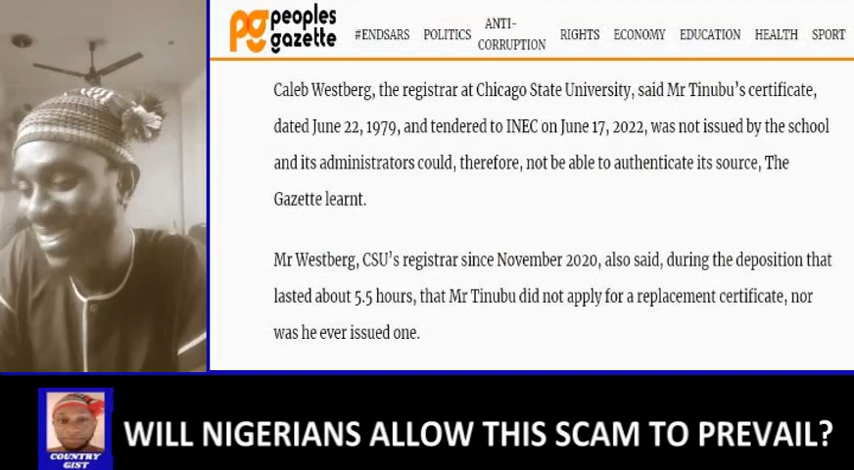 peoples
gazette
#ENDSARS POLITICS ANTI-CORRUPTION RIGHTS ECONOMY EDUCATION HEALTH SPORT
Caleb Westberg, the registrar at Chicago State University, said Mr Tinubu's certificate,
dated June 22, 1979, and tendered to INEC on June 17, 2022, was not issued by the school
and its administrators could, therefore, not be able to authenticate its source, The
Gazette learnt.
Mr Westberg, CSU's registrar since November 2020, also said, during the deposition that
lasted about 5.5 hours, that Mr Tinubu did not apply for a replacement certificate, nor
was he ever issued one.
COUNTRY
GIST
WILL NIGERIANS ALLOW THIS SCAM TO PREVAIL?